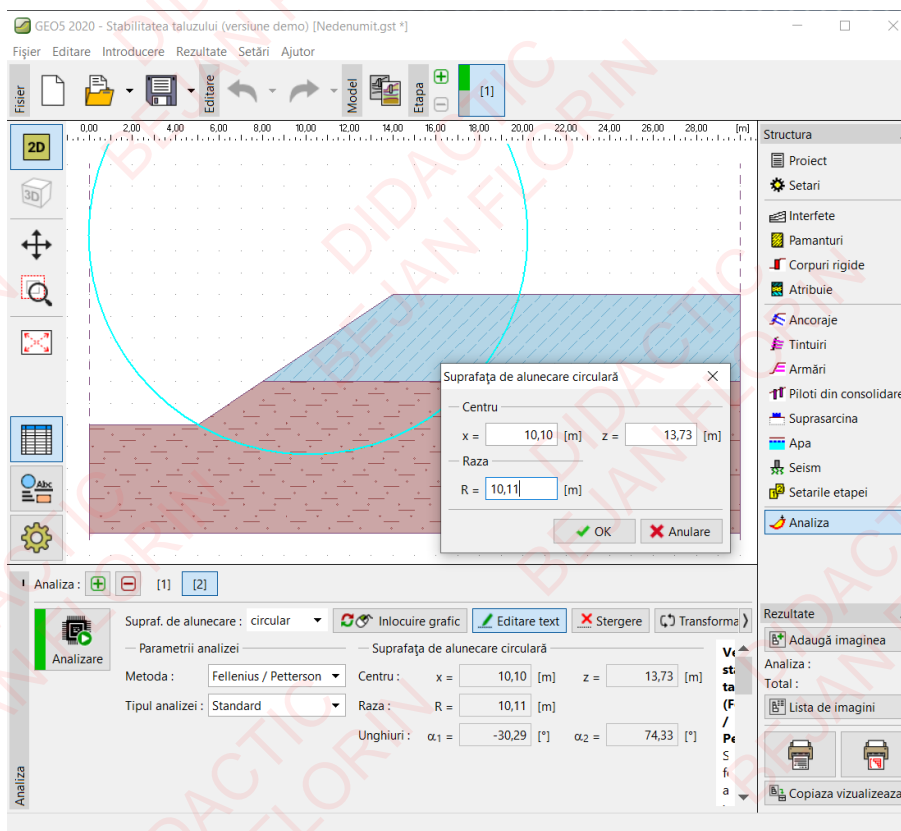 GEO5 2020 - Stabilitatea taluzului (versiune demo) [Nedenumit.gst *]
Fişier Editare Introducere Rezultate Setări Ajutor
Fisier Editare Model Etapa [1]
0,00 2,00 4,00 6,00 8,00 10,00 12,00 14,00 16,00 18,00 20,00 22,00 24,00 26,00 28,00 [m]
2D
3D
Abc
Structura
Proiect
Setari
Interfete
Pamanturi
Corpuri rigide
Atribuie
Ancoraje
Tintuiri
Armări
Piloti din consolidare
Suprasarcina
Apa
Seism
Setarile etapei
Analiza
Suprafaţa de alunecare circulară
Centru
x = 10,10 [m] z = 13,73 [m]
Raza
R = 10,11 [m]
OK Anulare
Analiza : [1] [2]
Analizare
Supraf. de alunecare : circular Inlocuire grafic Editare text Stergere Transforma
Parametrii analizei Suprafaţa de alunecare circulară
Metoda : Fellenius / Petterson Centru : x = 10,10 [m] z = 13,73 [m]
Tipul analizei : Standard Raza : R = 10,11 [m]
Unghiuri : α1 = -30,29 [°] α2 = 74,33 [°]
Analiza
Rezultate
Adaugă imaginea
Analiza :
Total :
Lista de imagini
Copiaza vizualizeaza
DIDACTIC
BEJAN FLORIN